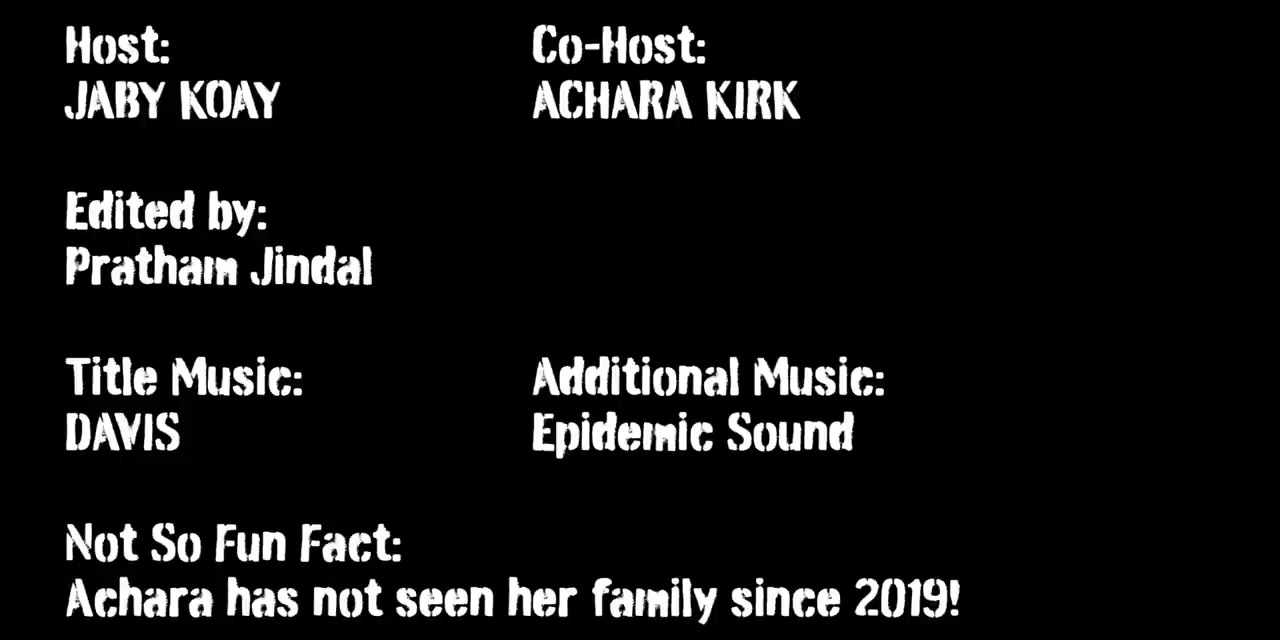 Host:
JABY KOAY
Co-Host:
ACHARA KIRK
Edited by:
Pratham Jindal
Title Music:
DAVIS
Additional Music:
Epidemic Sound
Not So Fun Fact:
Achara has not seen her family since 2019!